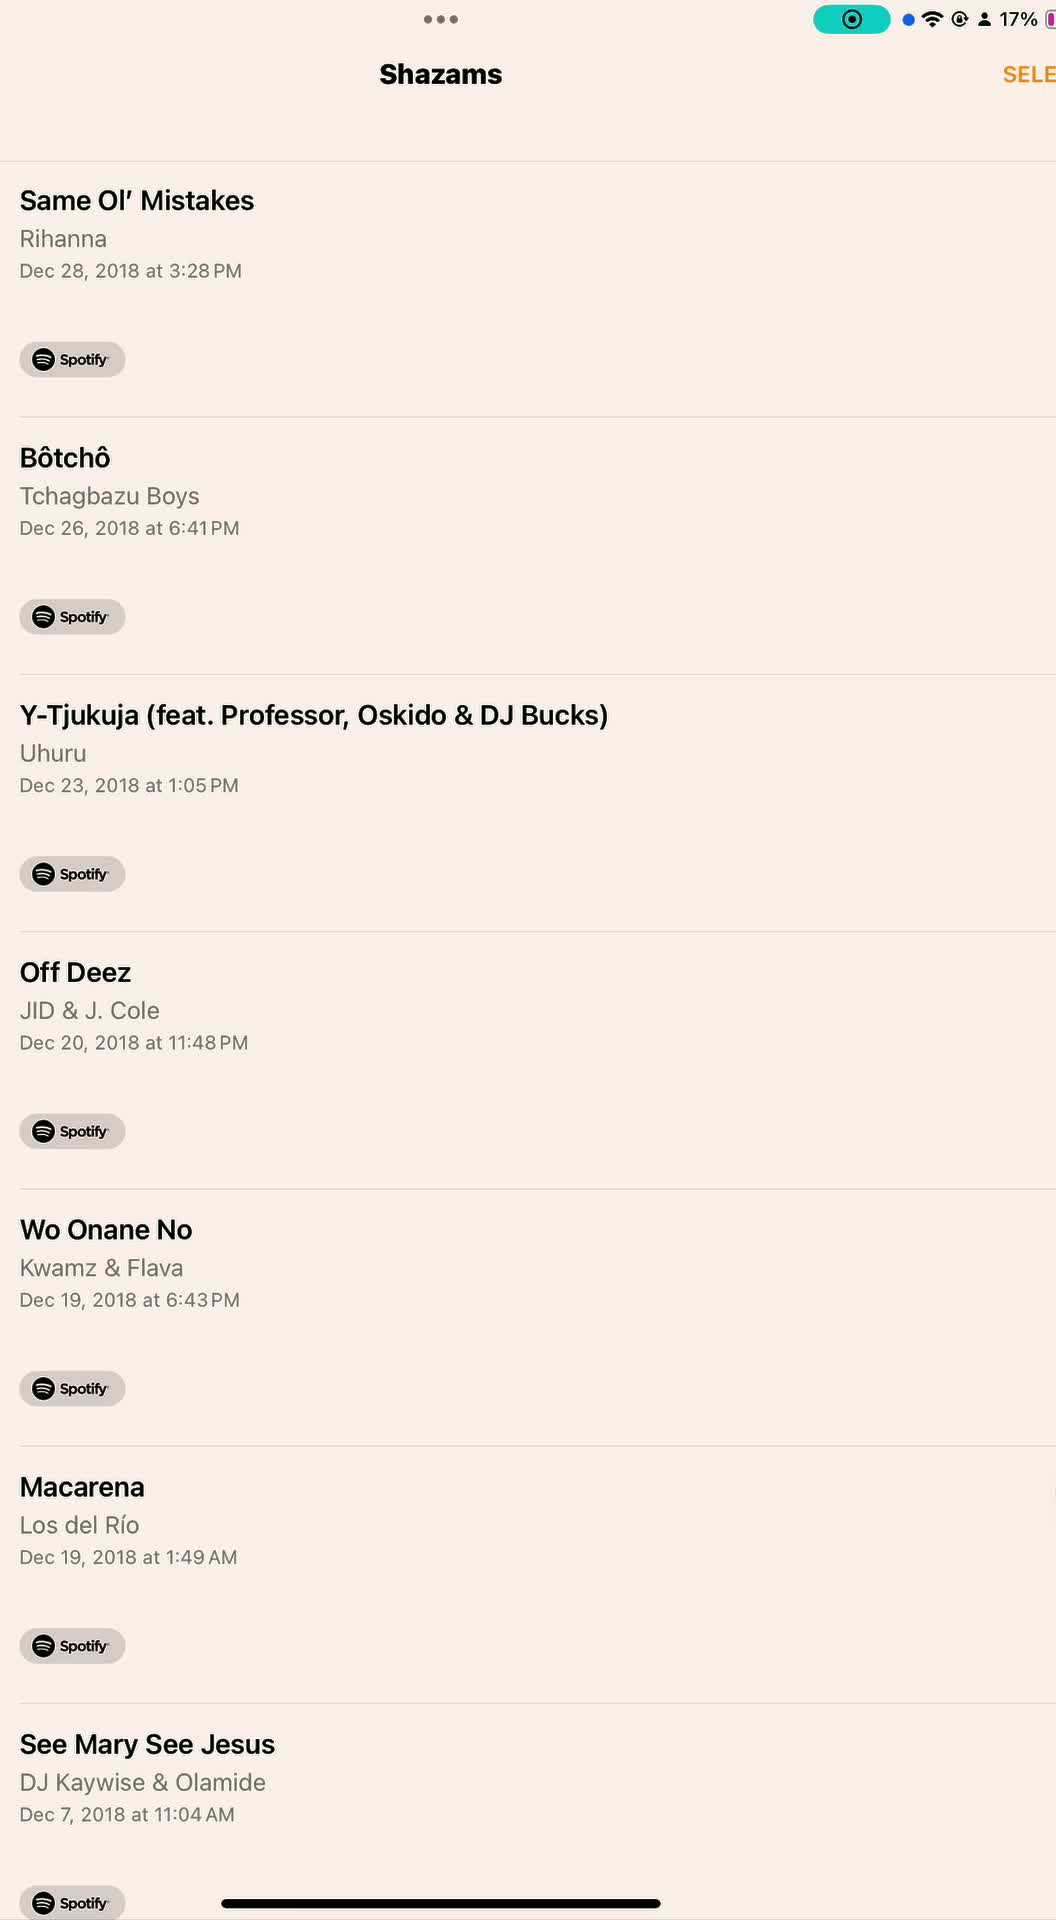 17%
Shazams
SELE
Same Ol’ Mistakes
Rihanna
Dec 28, 2018 at 3:28 PM
Spotify
Bôtchô
Tchagbazu Boys
Dec 26, 2018 at 6:41 PM
Spotify
Y-Tjukuja (feat. Professor, Oskido & DJ Bucks)
Uhuru
Dec 23, 2018 at 1:05 PM
Spotify
Off Deez
JID & J. Cole
Dec 20, 2018 at 11:48 PM
Spotify
Wo Onane No
Kwamz & Flava
Dec 19, 2018 at 6:43 PM
Spotify
Macarena
Los del Río
Dec 19, 2018 at 1:49 AM
Spotify
See Mary See Jesus
DJ Kaywise & Olamide
Dec 7, 2018 at 11:04 AM
Spotify